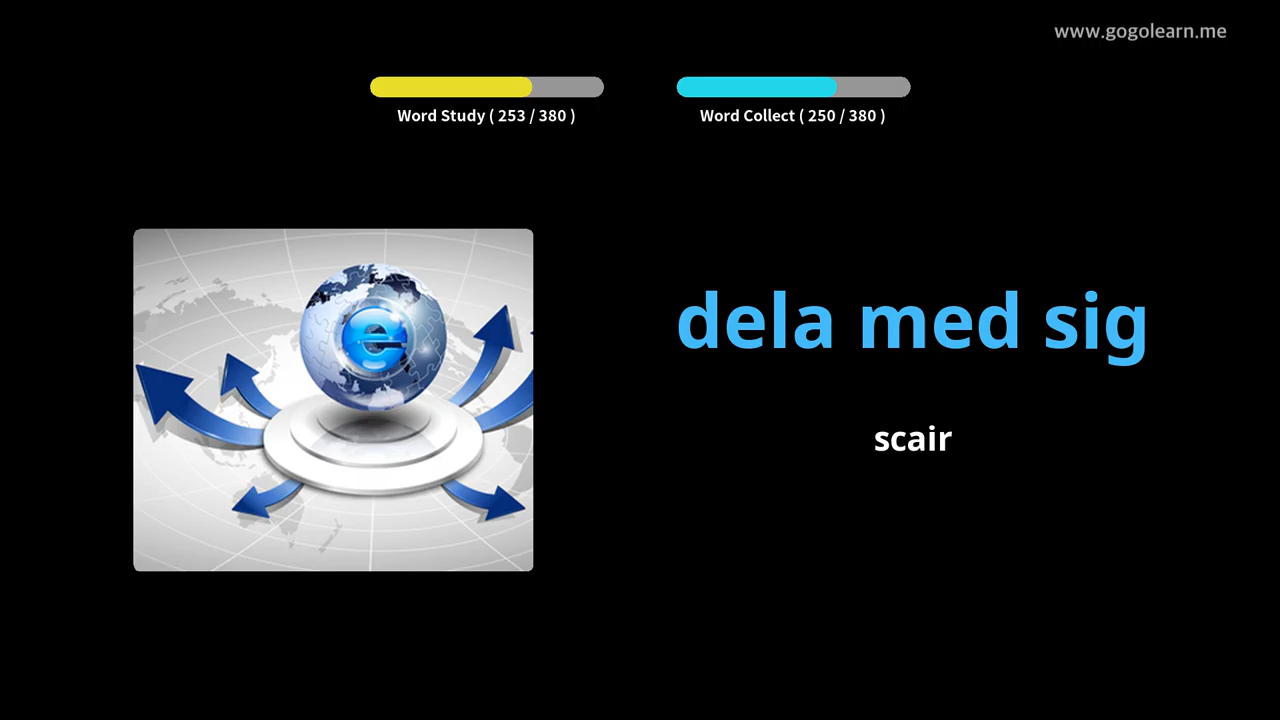 www.gogolearn.me
Word Study ( 253 / 380 )
Word Collect ( 250 / 380 )
e
dela med sig
scair